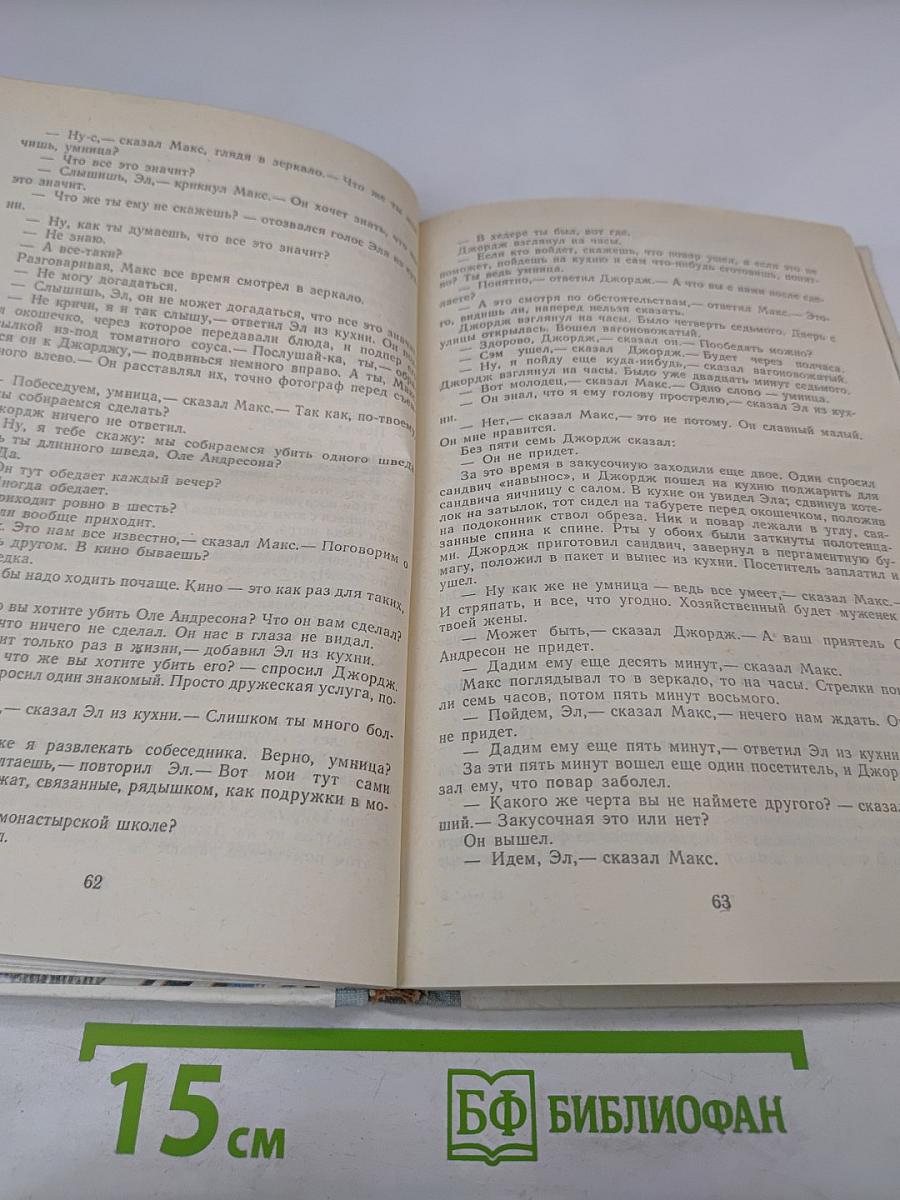 — Ну-с,— сказал Макс, глядя в зеркало.— Что же ты
чишь, умница?
— Что все это значит?
— Слышишь, Эл,— крикнул Макс.— Он хочет знать, что
это значит.
— Что же ты ему не скажешь? — отозвался голос Эла из
ни.
— Ну, как ты думаешь, что все это значит?
— Не знаю.
— А все-таки?
Разговаривая, Макс все время смотрел в зеркало.
— Не могу догадаться.
— Слышишь, Эл, он не может догадаться, что все это
— Не кричи, я и так слышу,— ответил Эл из кухни. Он
л окошечко, через которое передавали блюда, и подпер
ылкой из-под томатного соуса.— Послушай-ка, ты,—
ся он к Джорджу,— подвинься немного вправо. А ты, Макс
ного влево.— Он расставлял их, точно фотограф перед
— Побеседуем, умница,— сказал Макс.— Так как, по-твоему,
ы собираемся сделать?
жордж ничего не ответил.
Ну, я тебе скажу: мы собираемся убить одного шведа.
ь ты длинного шведа, Оле Андресона?
Да.
Он тут обедает каждый вечер?
Иногда обедает.
риходит ровно в шесть?
ли вообще приходит.
к. Это нам все известно,— сказал Макс.— Поговорим о
ь другом. В кино бываешь?
едка.
бы надо ходить почаще. Кино — это как раз для таких,
о вы хотите убить Оле Андресона? Что он вам сделал?
что ничего не сделал. Он нас в глаза не видал.
ит только раз в жизни,— добавил Эл из кухни.
что же вы хотите убить его? — спросил Джордж.
росил один знакомый. Просто дружеская услуга, по-
,— сказал Эл из кухни.— Слишком ты много бол-
же я развлекать собеседника. Верно, умница?
лтаешь,— повторил Эл.— Вот мои тут сами
жат, связанные, рядышком, как подружки в мо-
монастырской школе?
л.
62
— В хедере ты был, вот где.
Джордж взглянул на часы.
— Если кто войдет, скажешь, что повар ушел, а если это не
поможет, пойдешь на кухню и сам что-нибудь сготовишь, понят-
но? Ты ведь умница.
— Понятно,— ответил Джордж.— А что вы с нами после сде-
лаете?
— А это смотря по обстоятельствам,— ответил Макс.— Это-
го, видишь ли, наперед нельзя сказать.
Джордж взглянул на часы. Было четверть седьмого. Дверь с
улицы открылась. Вошел вагоновожатый.
— Здорово, Джордж,— сказал он.— Пообедать можно?
— Сэм ушел,— сказал Джордж.— Будет через полчаса.
— Ну, я пойду еще куда-нибудь,— сказал вагоновожатый.
Джордж взглянул на часы. Было уже двадцать минут седьмого.
— Вот молодец,— сказал Макс.— Одно слово — умница.
— Он знал, что я ему голову прострелю,— сказал Эл из кух-
ни.
— Нет,— сказал Макс,— это не потому. Он славный малый.
Он мне нравится.
Без пяти семь Джордж сказал:
— Он не придет.
За это время в закусочную заходили еще двое. Один спросил
сандвич «навынос», и Джордж пошел на кухню поджарить для
сандвича яичницу с салом. В кухне он увидел Эла; сдвинув коте-
лок на затылок, тот сидел на табурете перед окошечком, положив
на подоконник ствол обреза. Ник и повар лежали в углу, свя-
занные спина к спине. Рты у обоих были заткнуты полотенца-
ми. Джордж приготовил сандвич, завернул в пергаментную бу-
магу, положил в пакет и вынес из кухни. Посетитель заплатил и
ушел.
— Ну как же не умница — ведь все умеет,— сказал Макс.—
И стряпать, и все, что угодно. Хозяйственный будет муженек
твоей жены.
— Может быть,— сказал Джордж.— А ваш приятель О
Андресон не придет.
— Дадим ему еще десять минут,— сказал Макс.
Макс поглядывал то в зеркало, то на часы. Стрелки пок
ли семь часов, потом пять минут восьмого.
— Пойдем, Эл,— сказал Макс,— нечего нам ждать. О
не придет.
— Дадим ему еще пять минут,— ответил Эл из кухни
За эти пять минут вошел еще один посетитель, и Джор
зал ему, что повар заболел.
— Какого же черта вы не наймете другого? — сказал
ший.— Закусочная это или нет?
Он вышел.
— Идем, Эл,— сказал Макс.
63
15 см
БФ БИБЛИОФАН